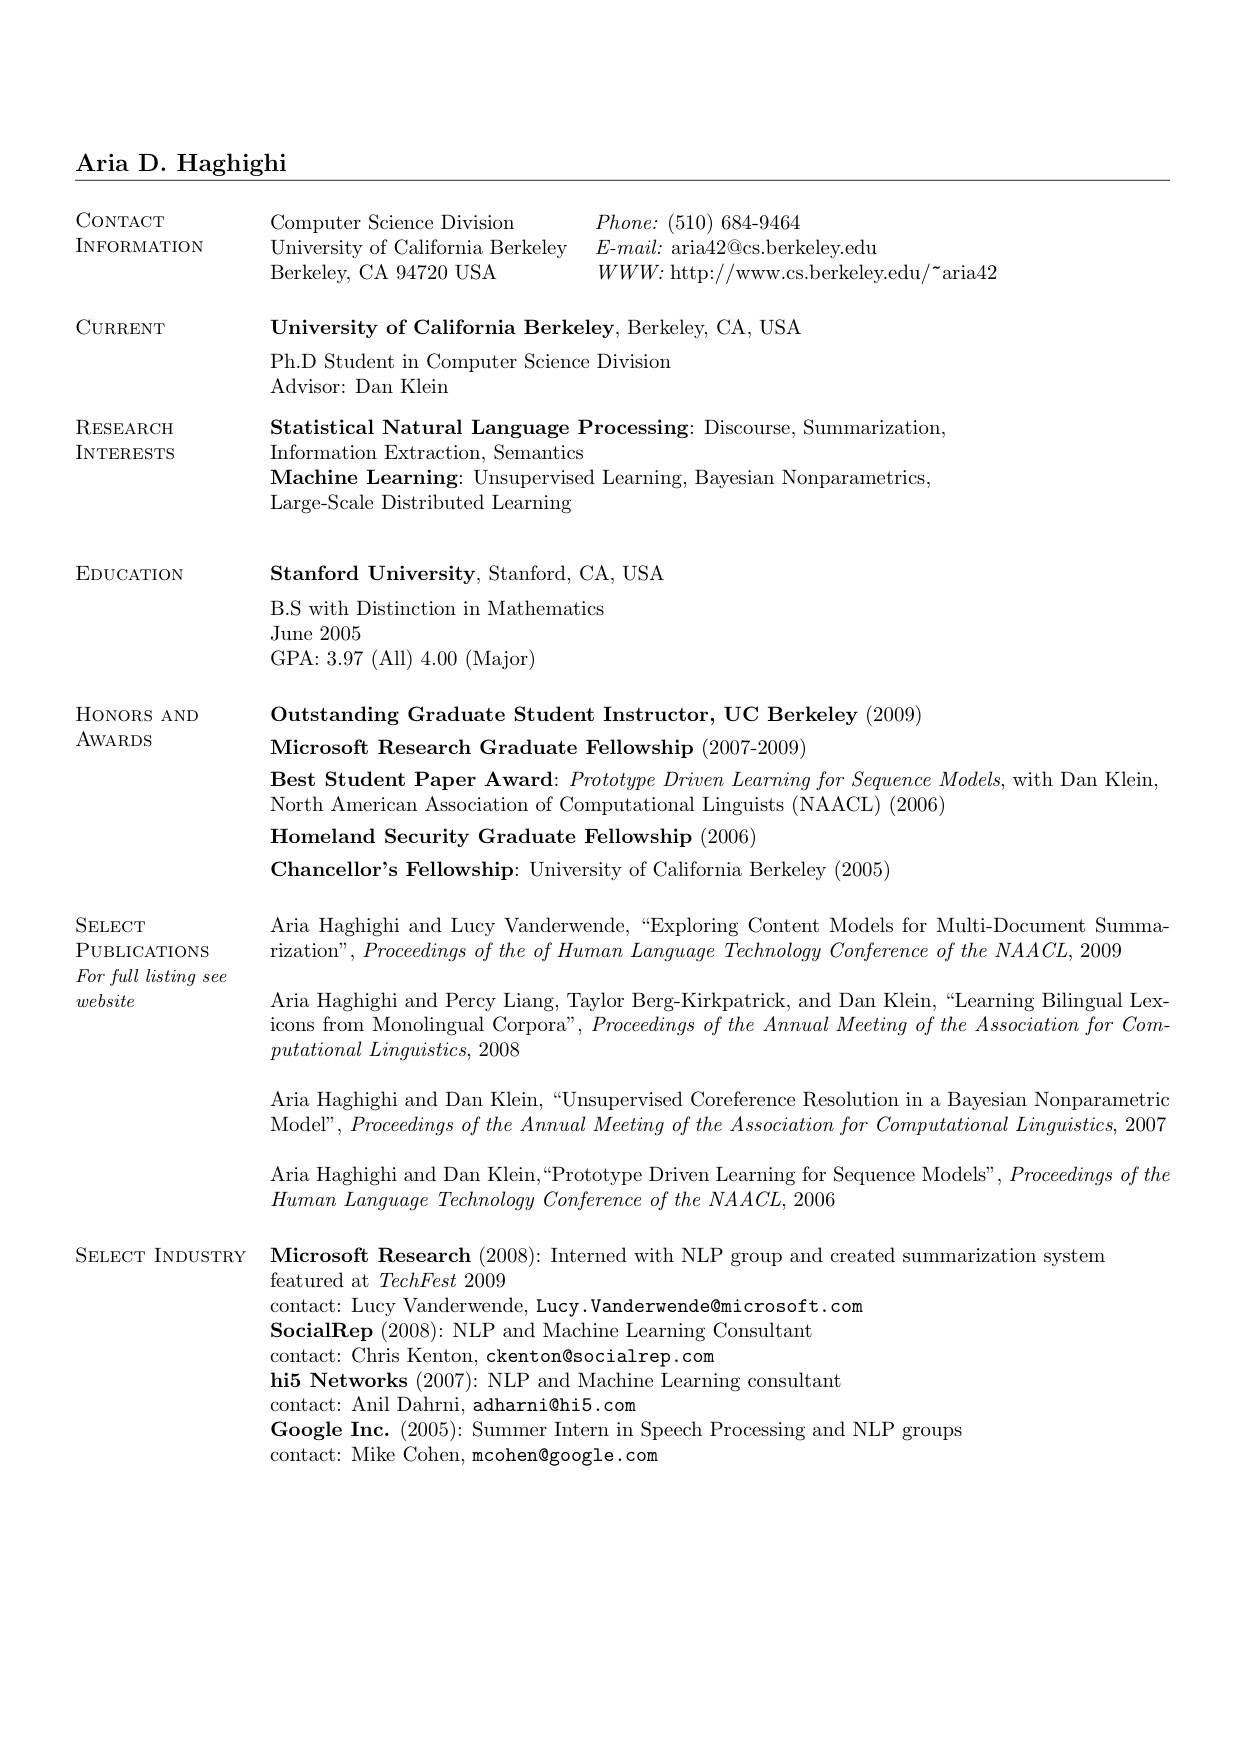 Aria D. Haghighi
Contact
Information
Computer Science Division
University of California Berkeley
Berkeley, CA 94720 USA
Phone: (510) 684-9464
E-mail: aria42@cs.berkeley.edu
WWW: http://www.cs.berkeley.edu/~aria42
Current
University of California Berkeley, Berkeley, CA, USA
Ph.D Student in Computer Science Division
Advisor: Dan Klein
Research
Interests
Statistical Natural Language Processing: Discourse, Summarization,
Information Extraction, Semantics
Machine Learning: Unsupervised Learning, Bayesian Nonparametrics,
Large-Scale Distributed Learning
Education
Stanford University, Stanford, CA, USA
B.S with Distinction in Mathematics
June 2005
GPA: 3.97 (All) 4.00 (Major)
Honors and
Awards
Outstanding Graduate Student Instructor, UC Berkeley (2009)
Microsoft Research Graduate Fellowship (2007-2009)
Best Student Paper Award: Prototype Driven Learning for Sequence Models, with Dan Klein,
North American Association of Computational Linguists (NAACL) (2006)
Homeland Security Graduate Fellowship (2006)
Chancellor's Fellowship: University of California Berkeley (2005)
Select
Publications
For full listing see
website
Aria Haghighi and Lucy Vanderwende, “Exploring Content Models for Multi-Document Summa-
rization”, Proceedings of the of Human Language Technology Conference of the NAACL, 2009
Aria Haghighi and Percy Liang, Taylor Berg-Kirkpatrick, and Dan Klein, “Learning Bilingual Lex-
icons from Monolingual Corpora”, Proceedings of the Annual Meeting of the Association for Com-
putational Linguistics, 2008
Aria Haghighi and Dan Klein, “Unsupervised Coreference Resolution in a Bayesian Nonparametric
Model”, Proceedings of the Annual Meeting of the Association for Computational Linguistics, 2007
Aria Haghighi and Dan Klein,“Prototype Driven Learning for Sequence Models”, Proceedings of the
Human Language Technology Conference of the NAACL, 2006
Select Industry
Microsoft Research (2008): Interned with NLP group and created summarization system
featured at TechFest 2009
contact: Lucy Vanderwende, Lucy.Vanderwende@microsoft.com
SocialRep (2008): NLP and Machine Learning Consultant
contact: Chris Kenton, ckenton@socialrep.com
hi5 Networks (2007): NLP and Machine Learning consultant
contact: Anil Dahrni, adharni@hi5.com
Google Inc. (2005): Summer Intern in Speech Processing and NLP groups
contact: Mike Cohen, mcohen@google.com